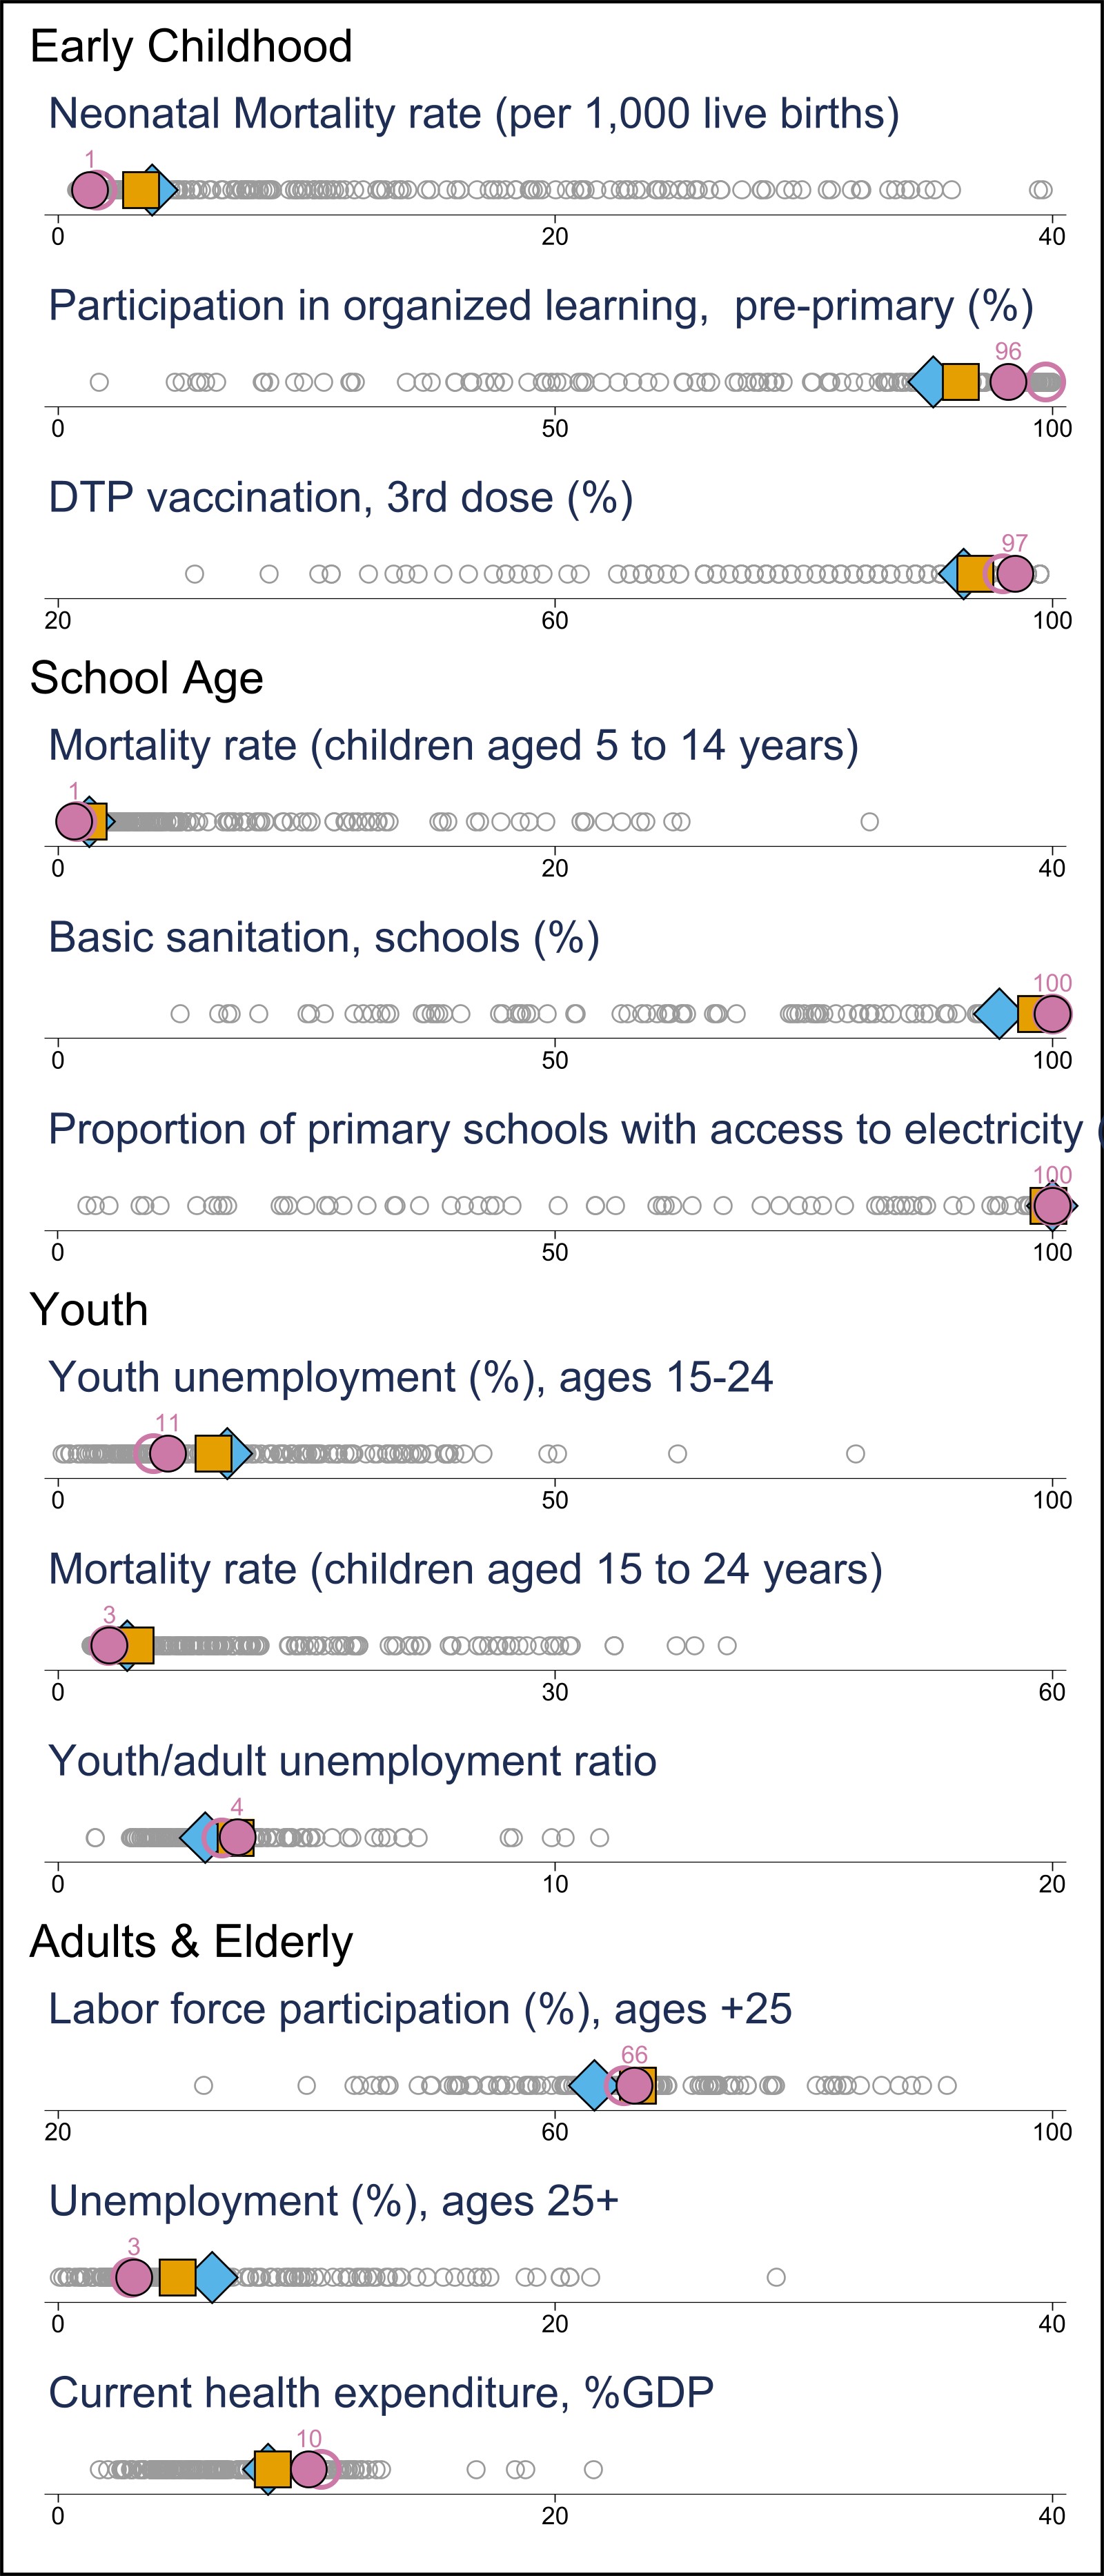 Early Childhood
Neonatal Mortality rate (per 1,000 live births)
1
0 20 40
Participation in organized learning,  pre-primary (%)
96
0 50 100
DTP vaccination, 3rd dose (%)
97
20 60 100
School Age
Mortality rate (children aged 5 to 14 years)
1
0 20 40
Basic sanitation, schools (%)
100
0 50 100
Proportion of primary schools with access to electricity (
100
0 50 100
Youth
Youth unemployment (%), ages 15-24
11
0 50 100
Mortality rate (children aged 15 to 24 years)
3
0 30 60
Youth/adult unemployment ratio
4
0 10 20
Adults & Elderly
Labor force participation (%), ages +25
66
20 60 100
Unemployment (%), ages 25+
3
0 20 40
Current health expenditure, %GDP
10
0 20 40